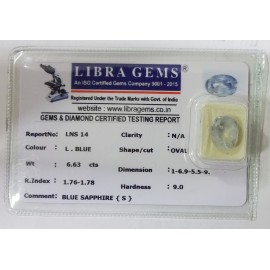 LIBRA GEMS
AN ISO Certified Gems Company 9001 - 2015
Registered Under the Trade Marks with Govt. of India
website : www.libragems.co.in
GEMS & DIAMOND CERTIFIED TESTING REPORT
ReportNo: LNS 14 Clarity : N/A
Colour : L. BLUE Shape/cut : OVAL
Wt. : 6.63 cts Dimension : 1-6.9-5.5-9.
R.Index : 1.76-1.78 Hardness : 9.0
Comment : BLUE SAPPHIRE { S }